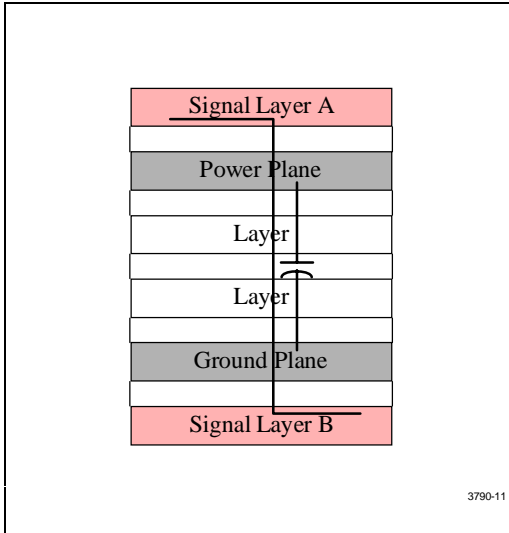 Signal Layer A
Power Plane
Layer
Layer
Ground Plane
Signal Layer B
3790-11